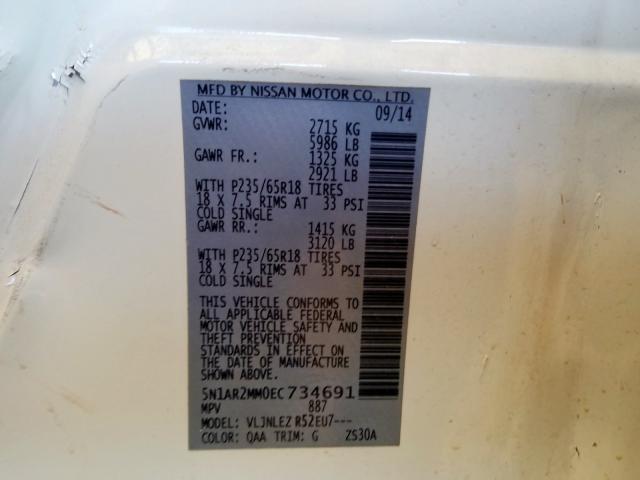 MFD BY NISSAN MOTOR CO., LTD.
DATE: 09/14
GVWR: 2715 KG
5986 LB
GAWR FR.: 1325 KG
2921 LB
WITH P235/65R18 TIRES
18 X 7.5 RIMS AT 33 PSI
COLD SINGLE
GAWR RR.: 1415 KG
3120 LB
WITH P235/65R18 TIRES
18 X 7.5 RIMS AT 33 PSI
COLD SINGLE
THIS VEHICLE CONFORMS TO
ALL APPLICABLE FEDERAL
MOTOR VEHICLE SAFETY AND
THEFT PREVENTION
STANDARDS IN EFFECT ON
THE DATE OF MANUFACTURE
SHOWN ABOVE.
5N1AR2MM0EC734691
MPV 887
MODEL: VLJNLEZ R52EU7---
COLOR: QAA TRIM: G ZS30A